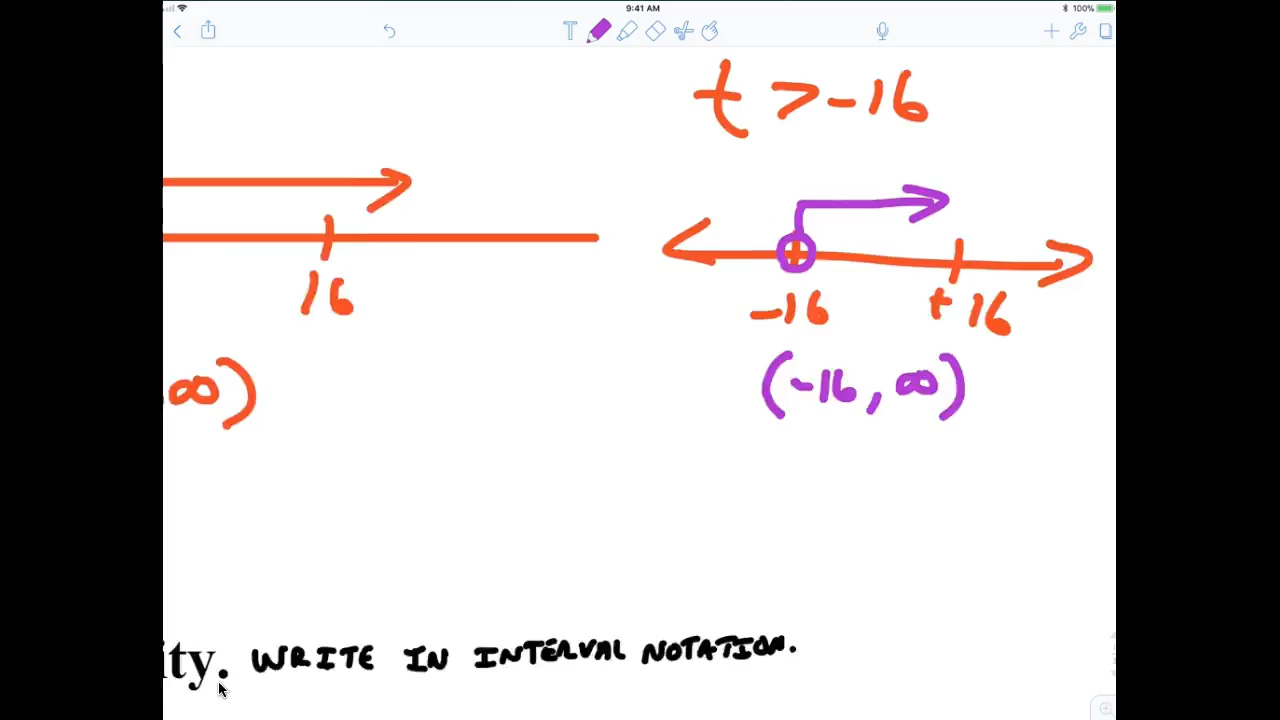 9:41 AM
100%
T
t > -16
16
-16
+16
∞)
(-16, ∞)
ity. WRITE IN INTERVAL NOTATION.